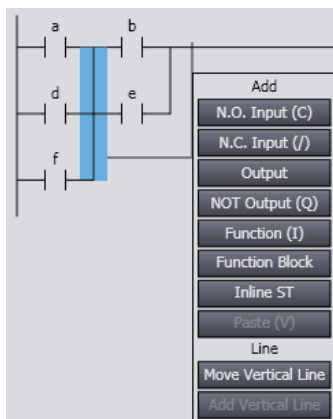 a b
d e
f
Add
N.O. Input (C)
N.C. Input (/)
Output
NOT Output (Q)
Function (I)
Function Block
Inline ST
Paste (V)
Line
Move Vertical Line
Add Vertical Line